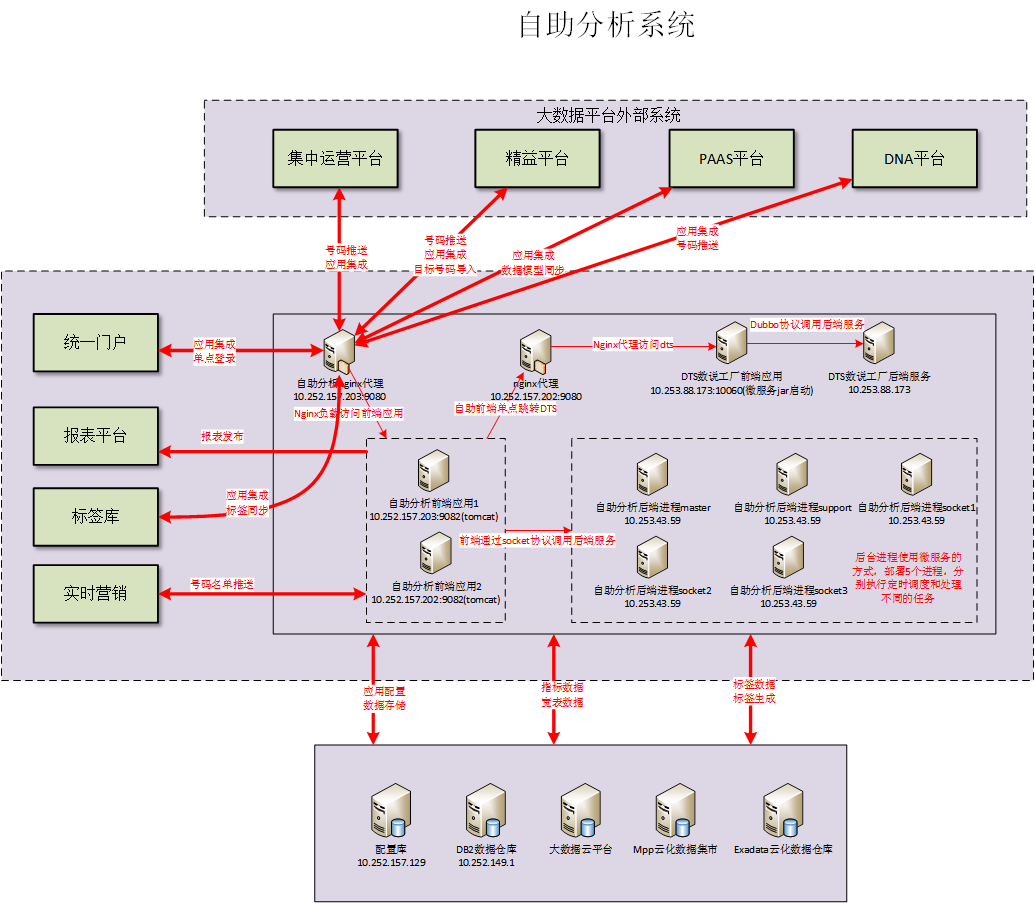 自助分析系统
大数据平台外部系统
集中运营平台
精益平台
PAAS平台
DNA平台
号码推送
应用集成
号码推送
应用集成
目标号码导入
应用集成
数据模型同步
应用集成
号码推送
统一门户
应用集成
单点登录
报表平台
报表发布
标签库
应用集成
标签同步
实时营销
号码名单推送
自助分析nginx代理
10.252.157.203:9080
Nginx负载访问前端应用
nginx代理
10.252.157.202:9080
自助前端单点跳转DTS
Nginx代理访问dts
DTS数说工厂前端应用
10.253.88.173:10060(微服务jar启动)
Dubbo协议调用后端服务
DTS数说工厂后端服务
10.253.88.173
自助分析前端应用1
10.252.157.203:9082(tomcat)
自助分析前端应用2
10.252.157.202:9082(tomcat)
前端通过socket协议调用后端服务
自助分析后端进程master
10.253.43.59
自助分析后端进程support
10.253.43.59
自助分析后端进程socket1
10.253.43.59
自助分析后端进程socket2
10.253.43.59
自助分析后端进程socket3
10.253.43.59
后台进程使用微服务的
方式，部署5个进程，分
别执行定时调度和处理
不同的任务
应用配置
数据存储
指标数据
宽表数据
标签数据
标签生成
配置库
10.252.157.129
DB2数据仓库
10.252.149.1
大数据云平台
Mpp云化数据集市
Exadata云化数据仓库